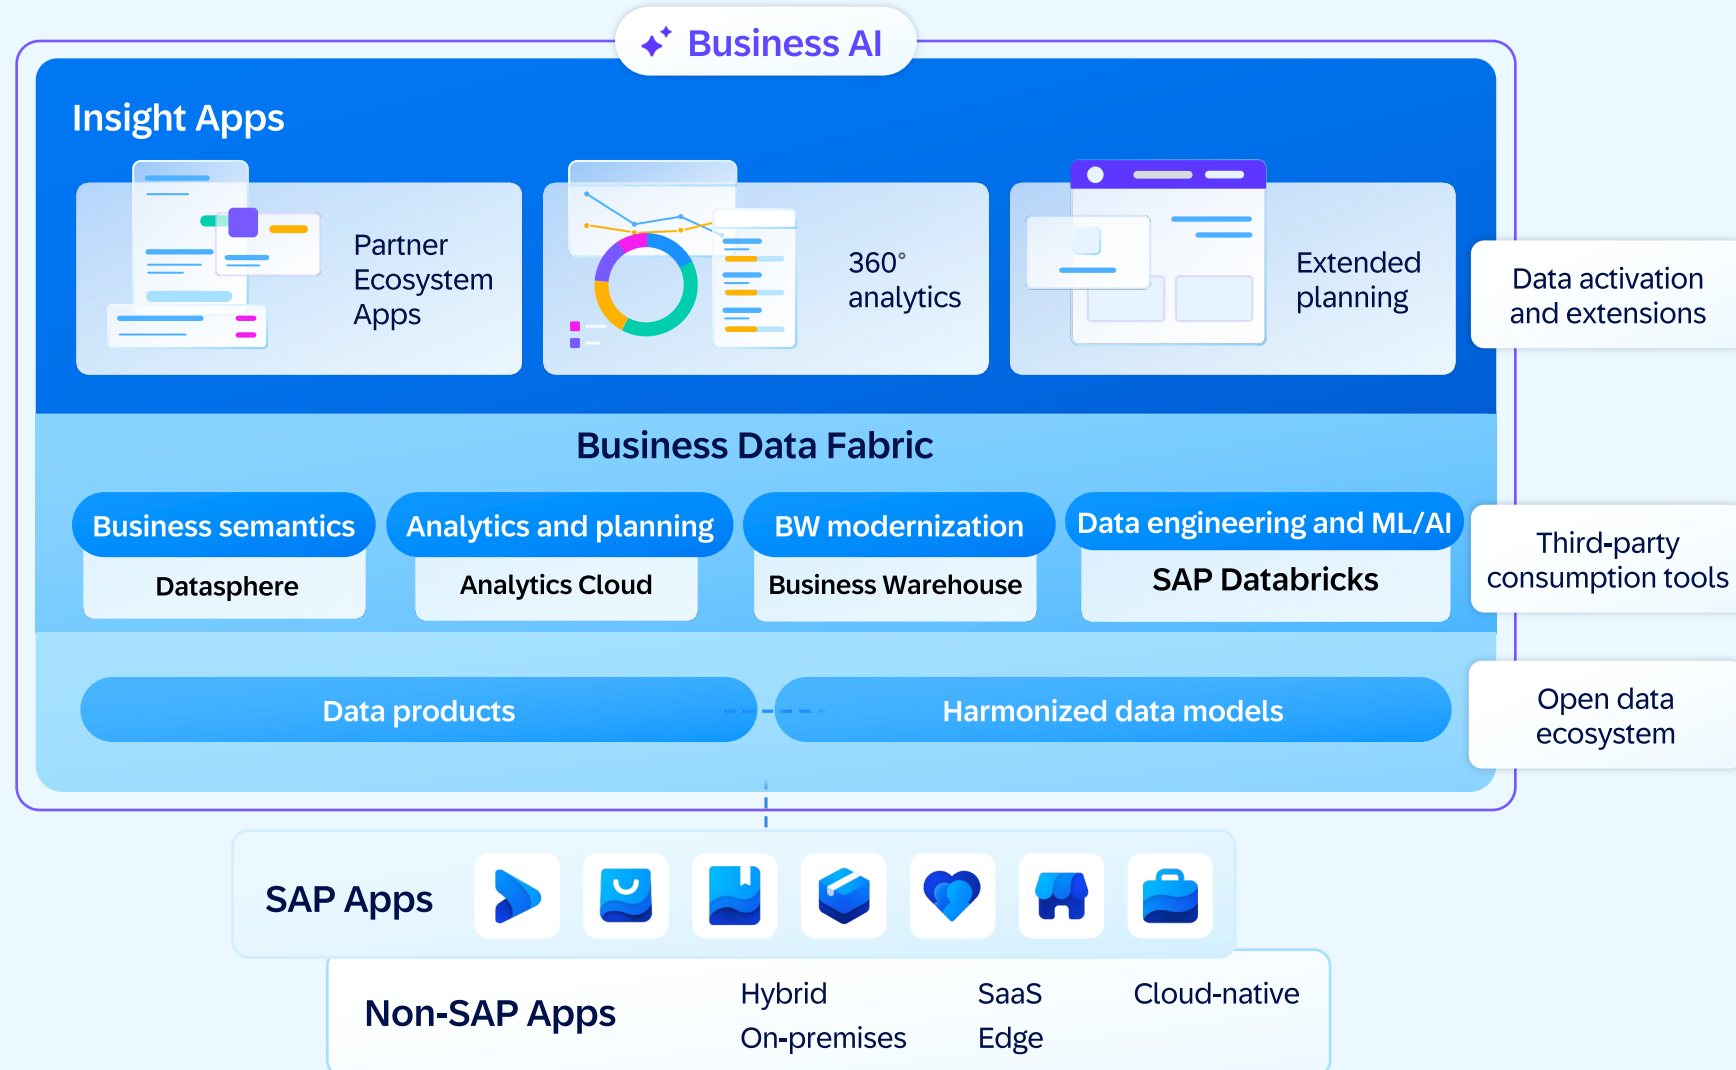 Business AI
Insight Apps
Partner
Ecosystem
Apps
360°
analytics
Extended
planning
Data activation
and extensions
Business Data Fabric
Business semantics
Datasphere
Analytics and planning
Analytics Cloud
BW modernization
Business Warehouse
Data engineering and ML/AI
SAP Databricks
Third-party
consumption tools
Data products
Harmonized data models
Open data
ecosystem
SAP Apps
Non-SAP Apps
Hybrid
SaaS
Cloud-native
On-premises
Edge